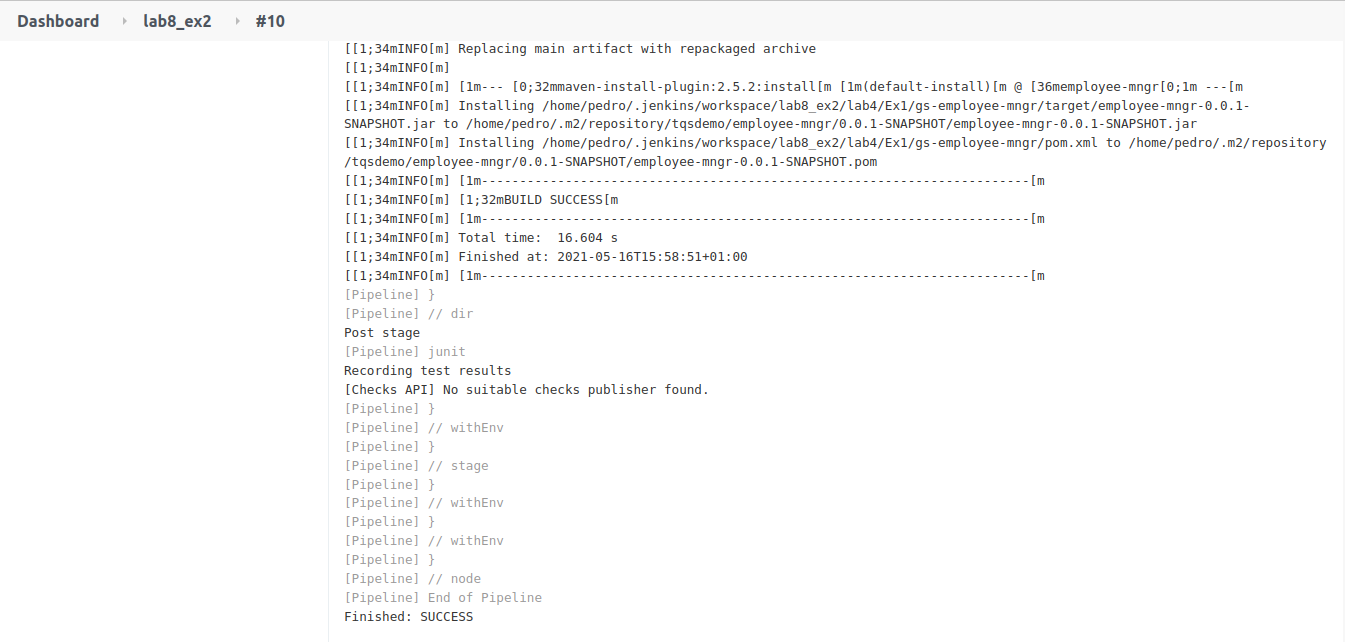 Dashboard › lab8_ex2 › #10
[[1;34mINFO[m] Replacing main artifact with repackaged archive
[[1;34mINFO[m]
[[1;34mINFO[m] [1m--- [0;32mmaven-install-plugin:2.5.2:install[m [1m(default-install)[m @ [36memployee-mngr[0;1m ---[m
[[1;34mINFO[m] Installing /home/pedro/.jenkins/workspace/lab8_ex2/lab4/Ex1/gs-employee-mngr/target/employee-mngr-0.0.1-
SNAPSHOT.jar to /home/pedro/.m2/repository/tqsdemo/employee-mngr/0.0.1-SNAPSHOT/employee-mngr-0.0.1-SNAPSHOT.jar
[[1;34mINFO[m] Installing /home/pedro/.jenkins/workspace/lab8_ex2/lab4/Ex1/gs-employee-mngr/pom.xml to /home/pedro/.m2/repository
/tqsdemo/employee-mngr/0.0.1-SNAPSHOT/employee-mngr-0.0.1-SNAPSHOT.pom
[[1;34mINFO[m] [1m------------------------------------------------------------------------[m
[[1;34mINFO[m] [1;32mBUILD SUCCESS[m
[[1;34mINFO[m] [1m------------------------------------------------------------------------[m
[[1;34mINFO[m] Total time:  16.604 s
[[1;34mINFO[m] Finished at: 2021-05-16T15:58:51+01:00
[[1;34mINFO[m] [1m------------------------------------------------------------------------[m
[Pipeline] }
[Pipeline] // dir
Post stage
[Pipeline] junit
Recording test results
[Checks API] No suitable checks publisher found.
[Pipeline] }
[Pipeline] // withEnv
[Pipeline] }
[Pipeline] // stage
[Pipeline] }
[Pipeline] // withEnv
[Pipeline] }
[Pipeline] // withEnv
[Pipeline] }
[Pipeline] // node
[Pipeline] End of Pipeline
Finished: SUCCESS